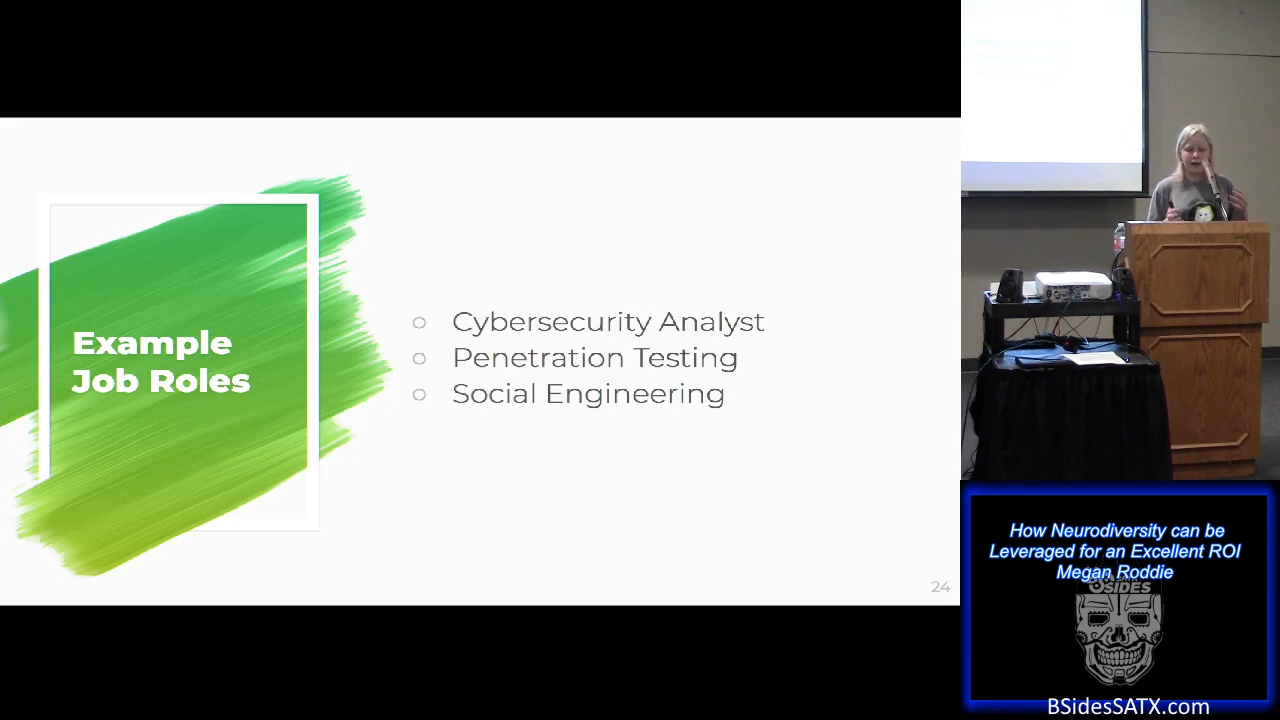 Example
Job Roles
Cybersecurity Analyst
Penetration Testing
Social Engineering
24
How Neurodiversity can be
Leveraged for an Excellent ROI
Megan Roddie
BSIDES
BSidesSATX.com